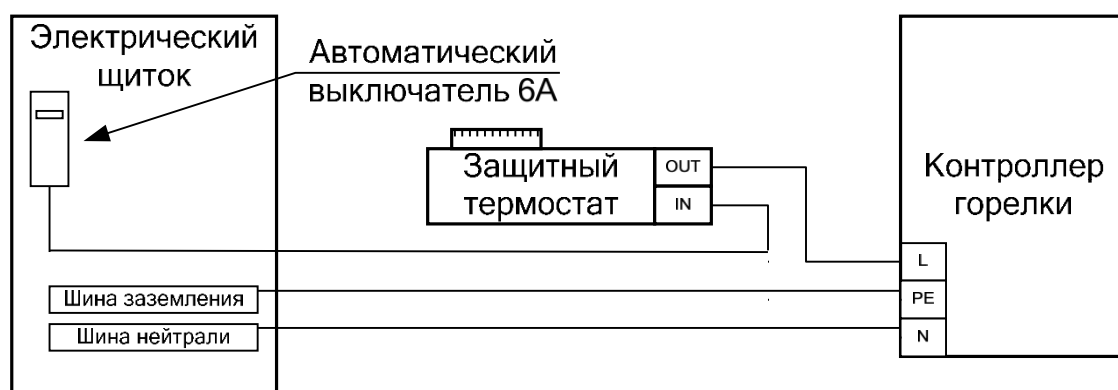 Электрический
щиток
Автоматический
выключатель 6А
Защитный
термостат
OUT
IN
Контроллер
горелки
L
PE
N
Шина заземления
Шина нейтрали